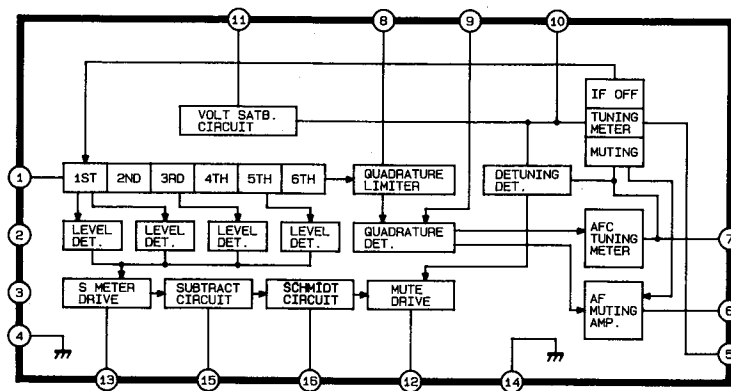 11
8
9
10
IF OFF
VOLT SATB.
CIRCUIT
TUNING
METER
MUTING
1
1ST 2ND 3RD 4TH 5TH 6TH
QUADRATURE
LIMITER
DETUNING
DET.
2
LEVEL
DET.
LEVEL
DET.
LEVEL
DET.
LEVEL
DET.
QUADRATURE
DET.
AFC
TUNING
METER
7
3
S METER
DRIVE
SUBTRACT
CIRCUIT
SCHMIDT
CIRCUIT
MUTE
DRIVE
AF
MUTING
AMP.
6
4
5
13
15
16
12
14